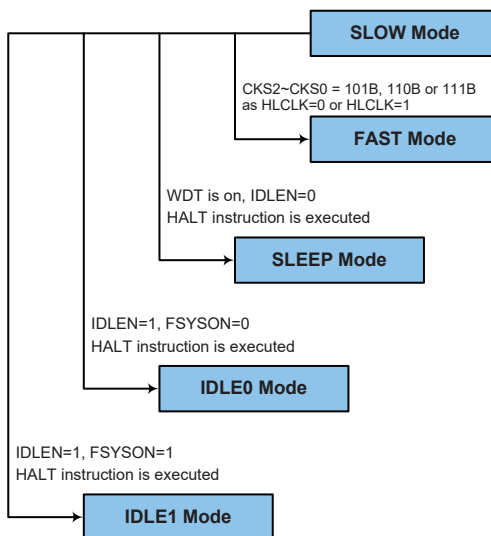 SLOW Mode
CKS2~CKS0 = 101B, 110B or 111B
as HLCLK=0 or HLCLK=1
FAST Mode
WDT is on, IDLEN=0
HALT instruction is executed
SLEEP Mode
IDLEN=1, FSYSON=0
HALT instruction is executed
IDLE0 Mode
IDLEN=1, FSYSON=1
HALT instruction is executed
IDLE1 Mode